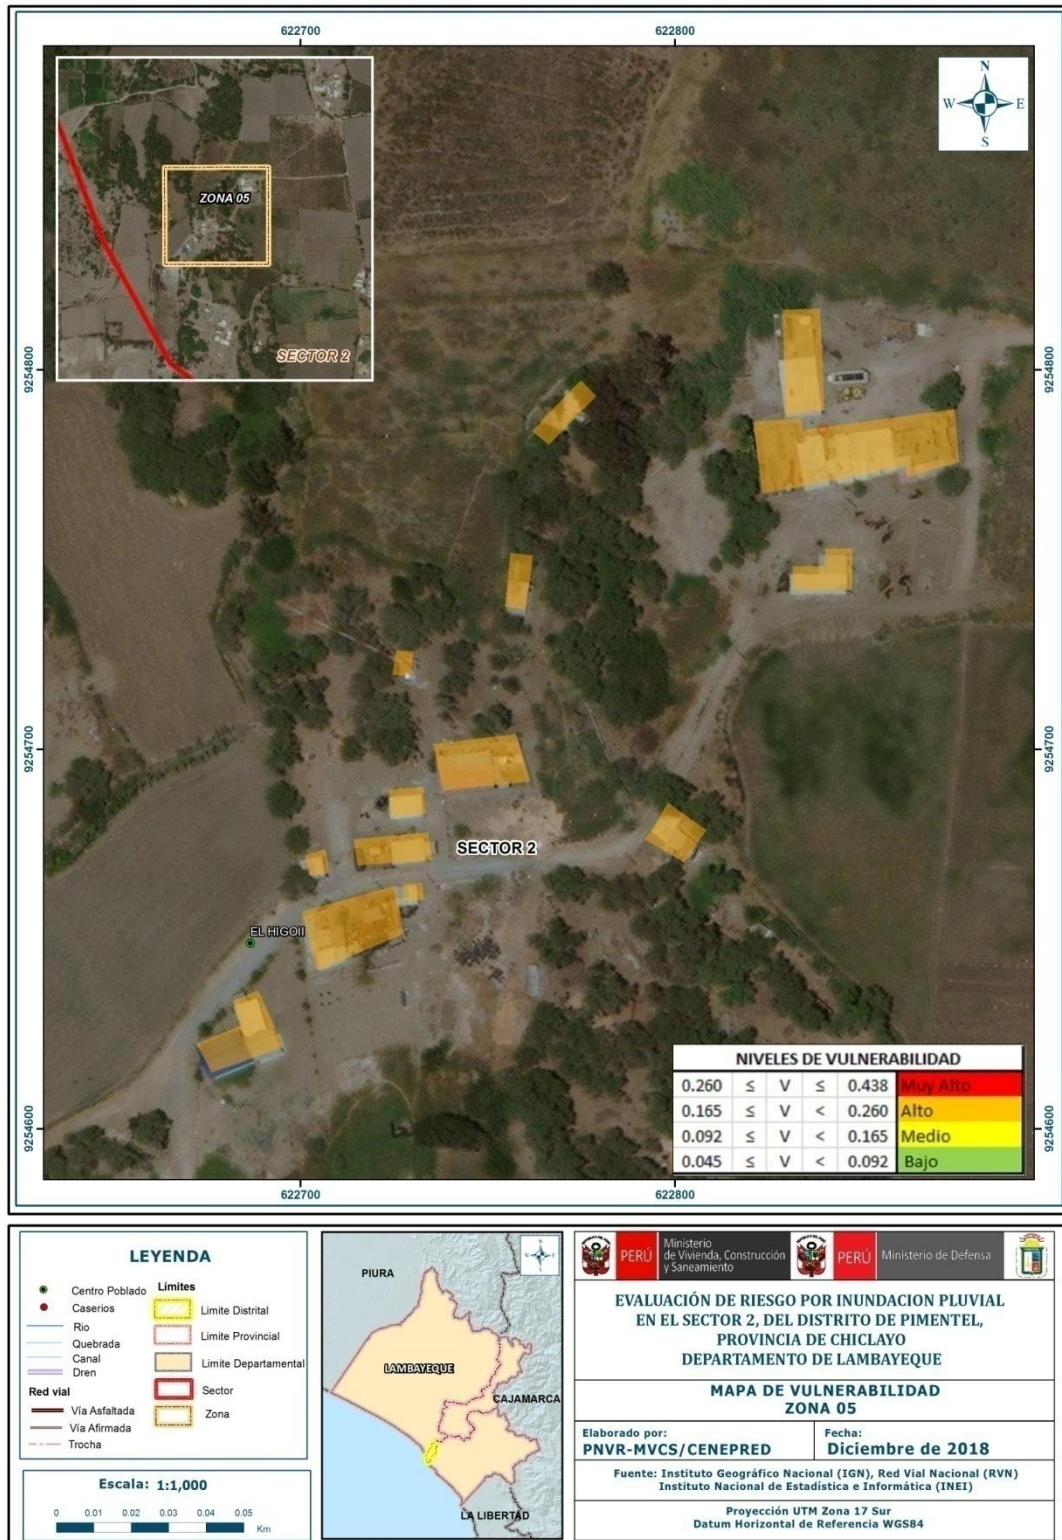 622700
622800
N
W
E
S
ZONA 05
SECTOR 2
9254800
9254800
9254700
9254700
SECTOR 2
EL HIGOII
9254600
9254600
NIVELES DE VULNERABILIDAD
0.260 ≤ V ≤ 0.438 Muy Alto
0.165 ≤ V < 0.260 Alto
0.092 ≤ V < 0.165 Medio
0.045 ≤ V < 0.092 Bajo
622700
622800
LEYENDA
Centro Poblado
Caserios
Rio
Quebrada
Canal
Dren
Red vial
Vía Asfaltada
Vía Afirmada
Trocha
Límites
Limite Distrital
Limite Provincial
Limite Departamental
Sector
Zona
Escala: 1:1,000
0 0.01 0.02 0.03 0.04 0.05
Km
PIURA
LAMBAYEQUE
CAJAMARCA
LA LIBERTAD
PERÚ
Ministerio
de Vivienda, Construcción
y Saneamiento
PERÚ
Ministerio de Defensa
EVALUACIÓN DE RIESGO POR INUNDACION PLUVIAL
EN EL SECTOR 2, DEL DISTRITO DE PIMENTEL,
PROVINCIA DE CHICLAYO
DEPARTAMENTO DE LAMBAYEQUE
MAPA DE VULNERABILIDAD
ZONA 05
Elaborado por:
PNVR-MVCS/CENEPRED
Fecha:
Diciembre de 2018
Fuente: Instituto Geográfico Nacional (IGN), Red Vial Nacional (RVN)
Instituto Nacional de Estadística e Informática (INEI)
Proyección UTM Zona 17 Sur
Datum Horizontal de Referencia WGS84